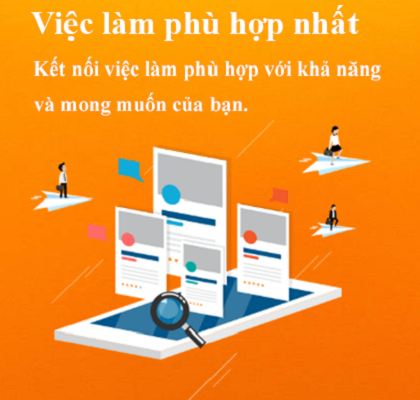 Việc làm phù hợp nhất
Kết nối việc làm phù hợp với khả năng
và mong muốn của bạn.